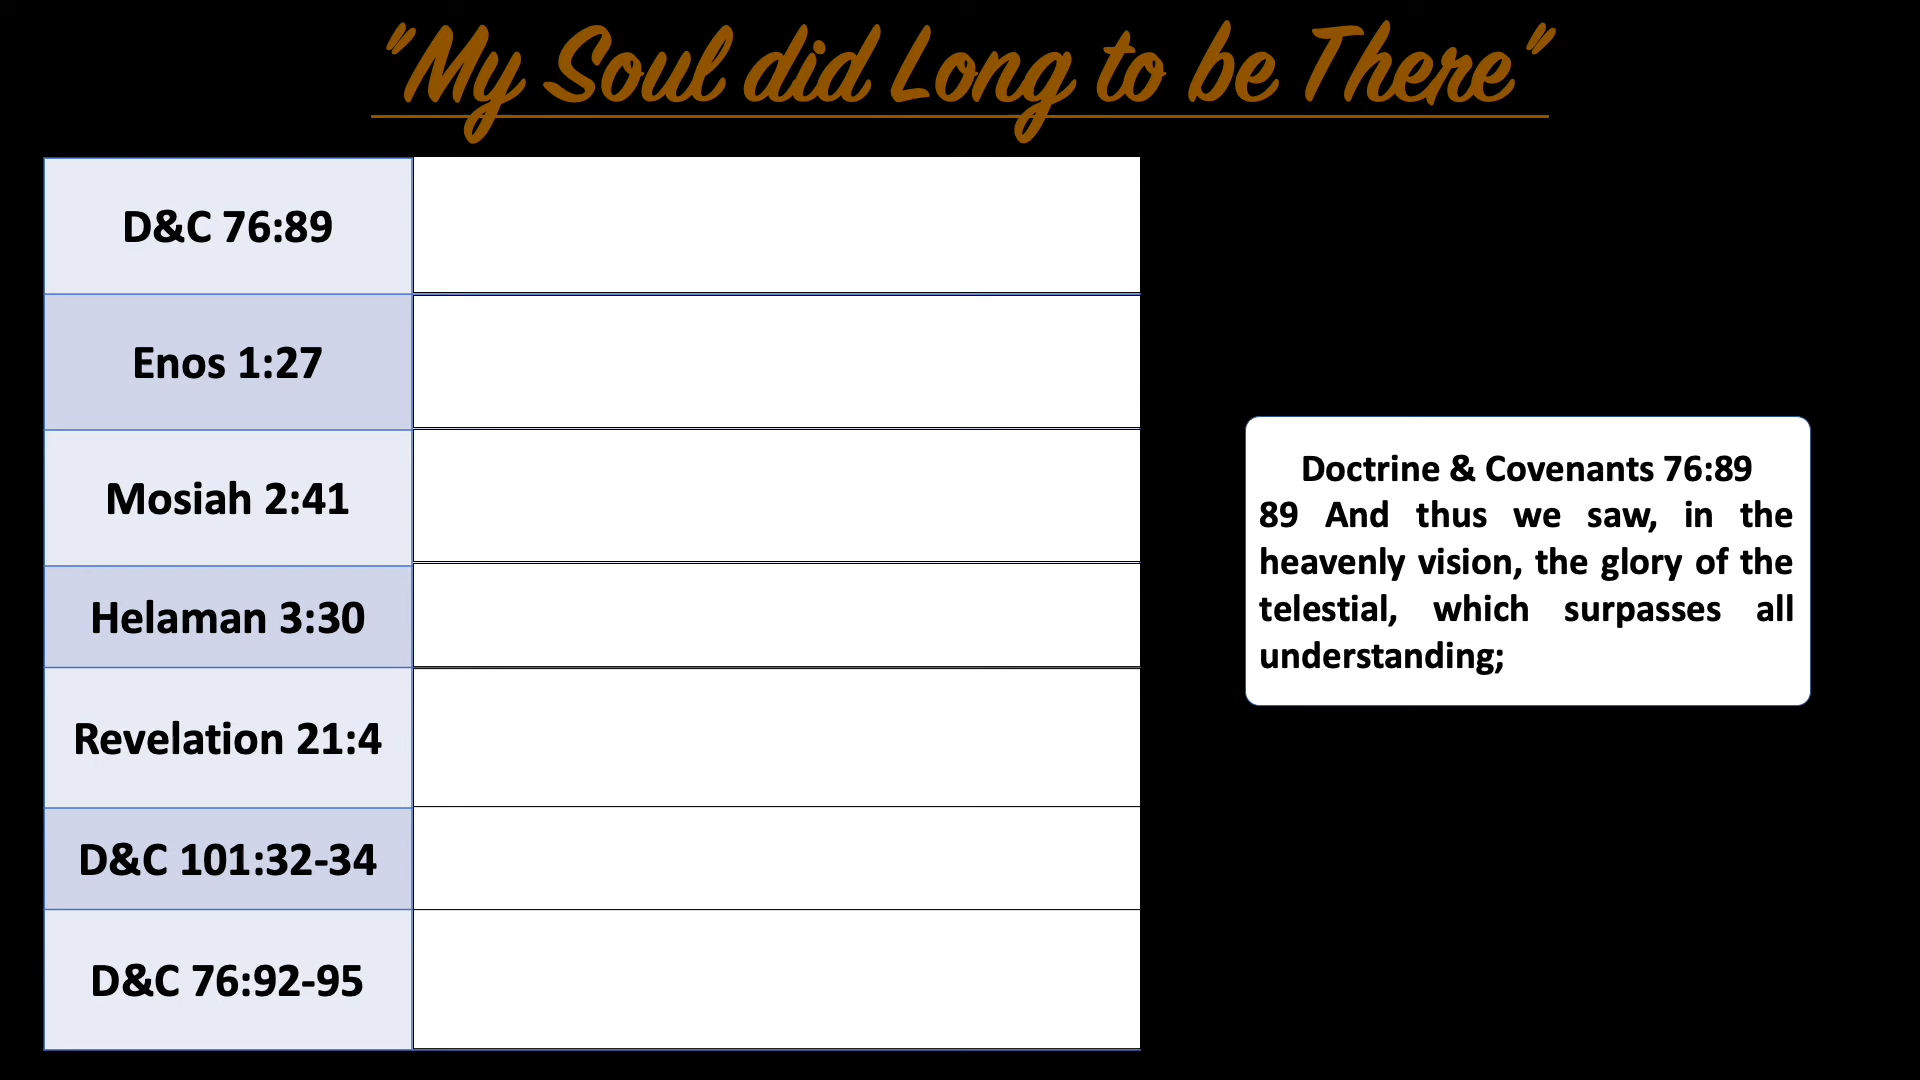 "My Soul did Long to be There"
D&C 76:89
Enos 1:27
Mosiah 2:41
Helaman 3:30
Revelation 21:4
D&C 101:32-34
D&C 76:92-95
Doctrine & Covenants 76:89
89 And thus we saw, in the
heavenly vision, the glory of the
telestial, which surpasses all
understanding;